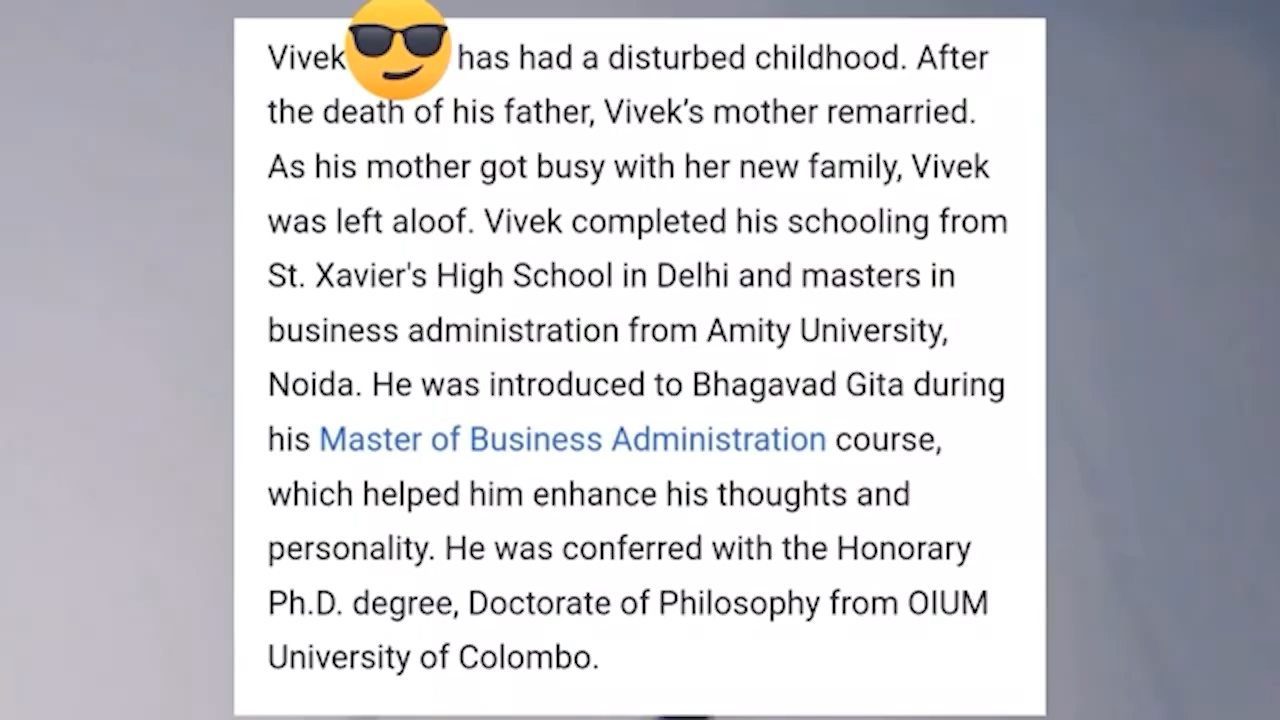 Vivek has had a disturbed childhood. After
the death of his father, Vivek’s mother remarried.
As his mother got busy with her new family, Vivek
was left aloof. Vivek completed his schooling from
St. Xavier's High School in Delhi and masters in
business administration from Amity University,
Noida. He was introduced to Bhagavad Gita during
his Master of Business Administration course,
which helped him enhance his thoughts and
personality. He was conferred with the Honorary
Ph.D. degree, Doctorate of Philosophy from OIUM
University of Colombo.